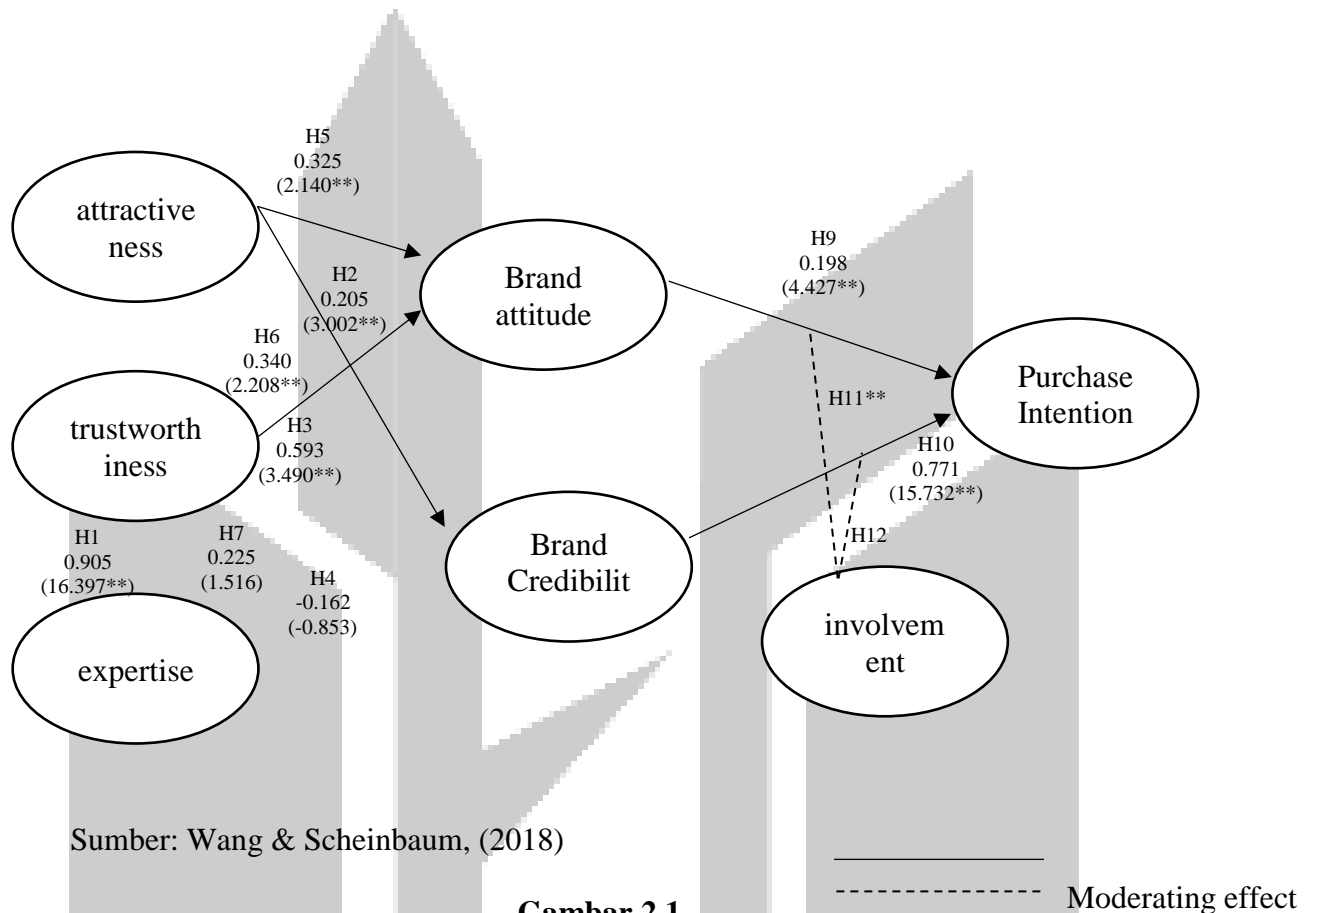 H5
0.325
(2.140**)
attractive
ness
H2
0.205
(3.002**)
Brand
attitude
H9
0.198
(4.427**)
H6
0.340
(2.208**)
trustworth
iness
H3
0.593
(3.490**)
H11**
Purchase
Intention
H10
0.771
(15.732**)
H1
0.905
(16.397**)
H7
0.225
(1.516)
H4
-0.162
(-0.853)
Brand
Credibilit
H12
involvem
ent
expertise
Sumber: Wang & Scheinbaum, (2018)
Moderating effect
Gambar 2.1